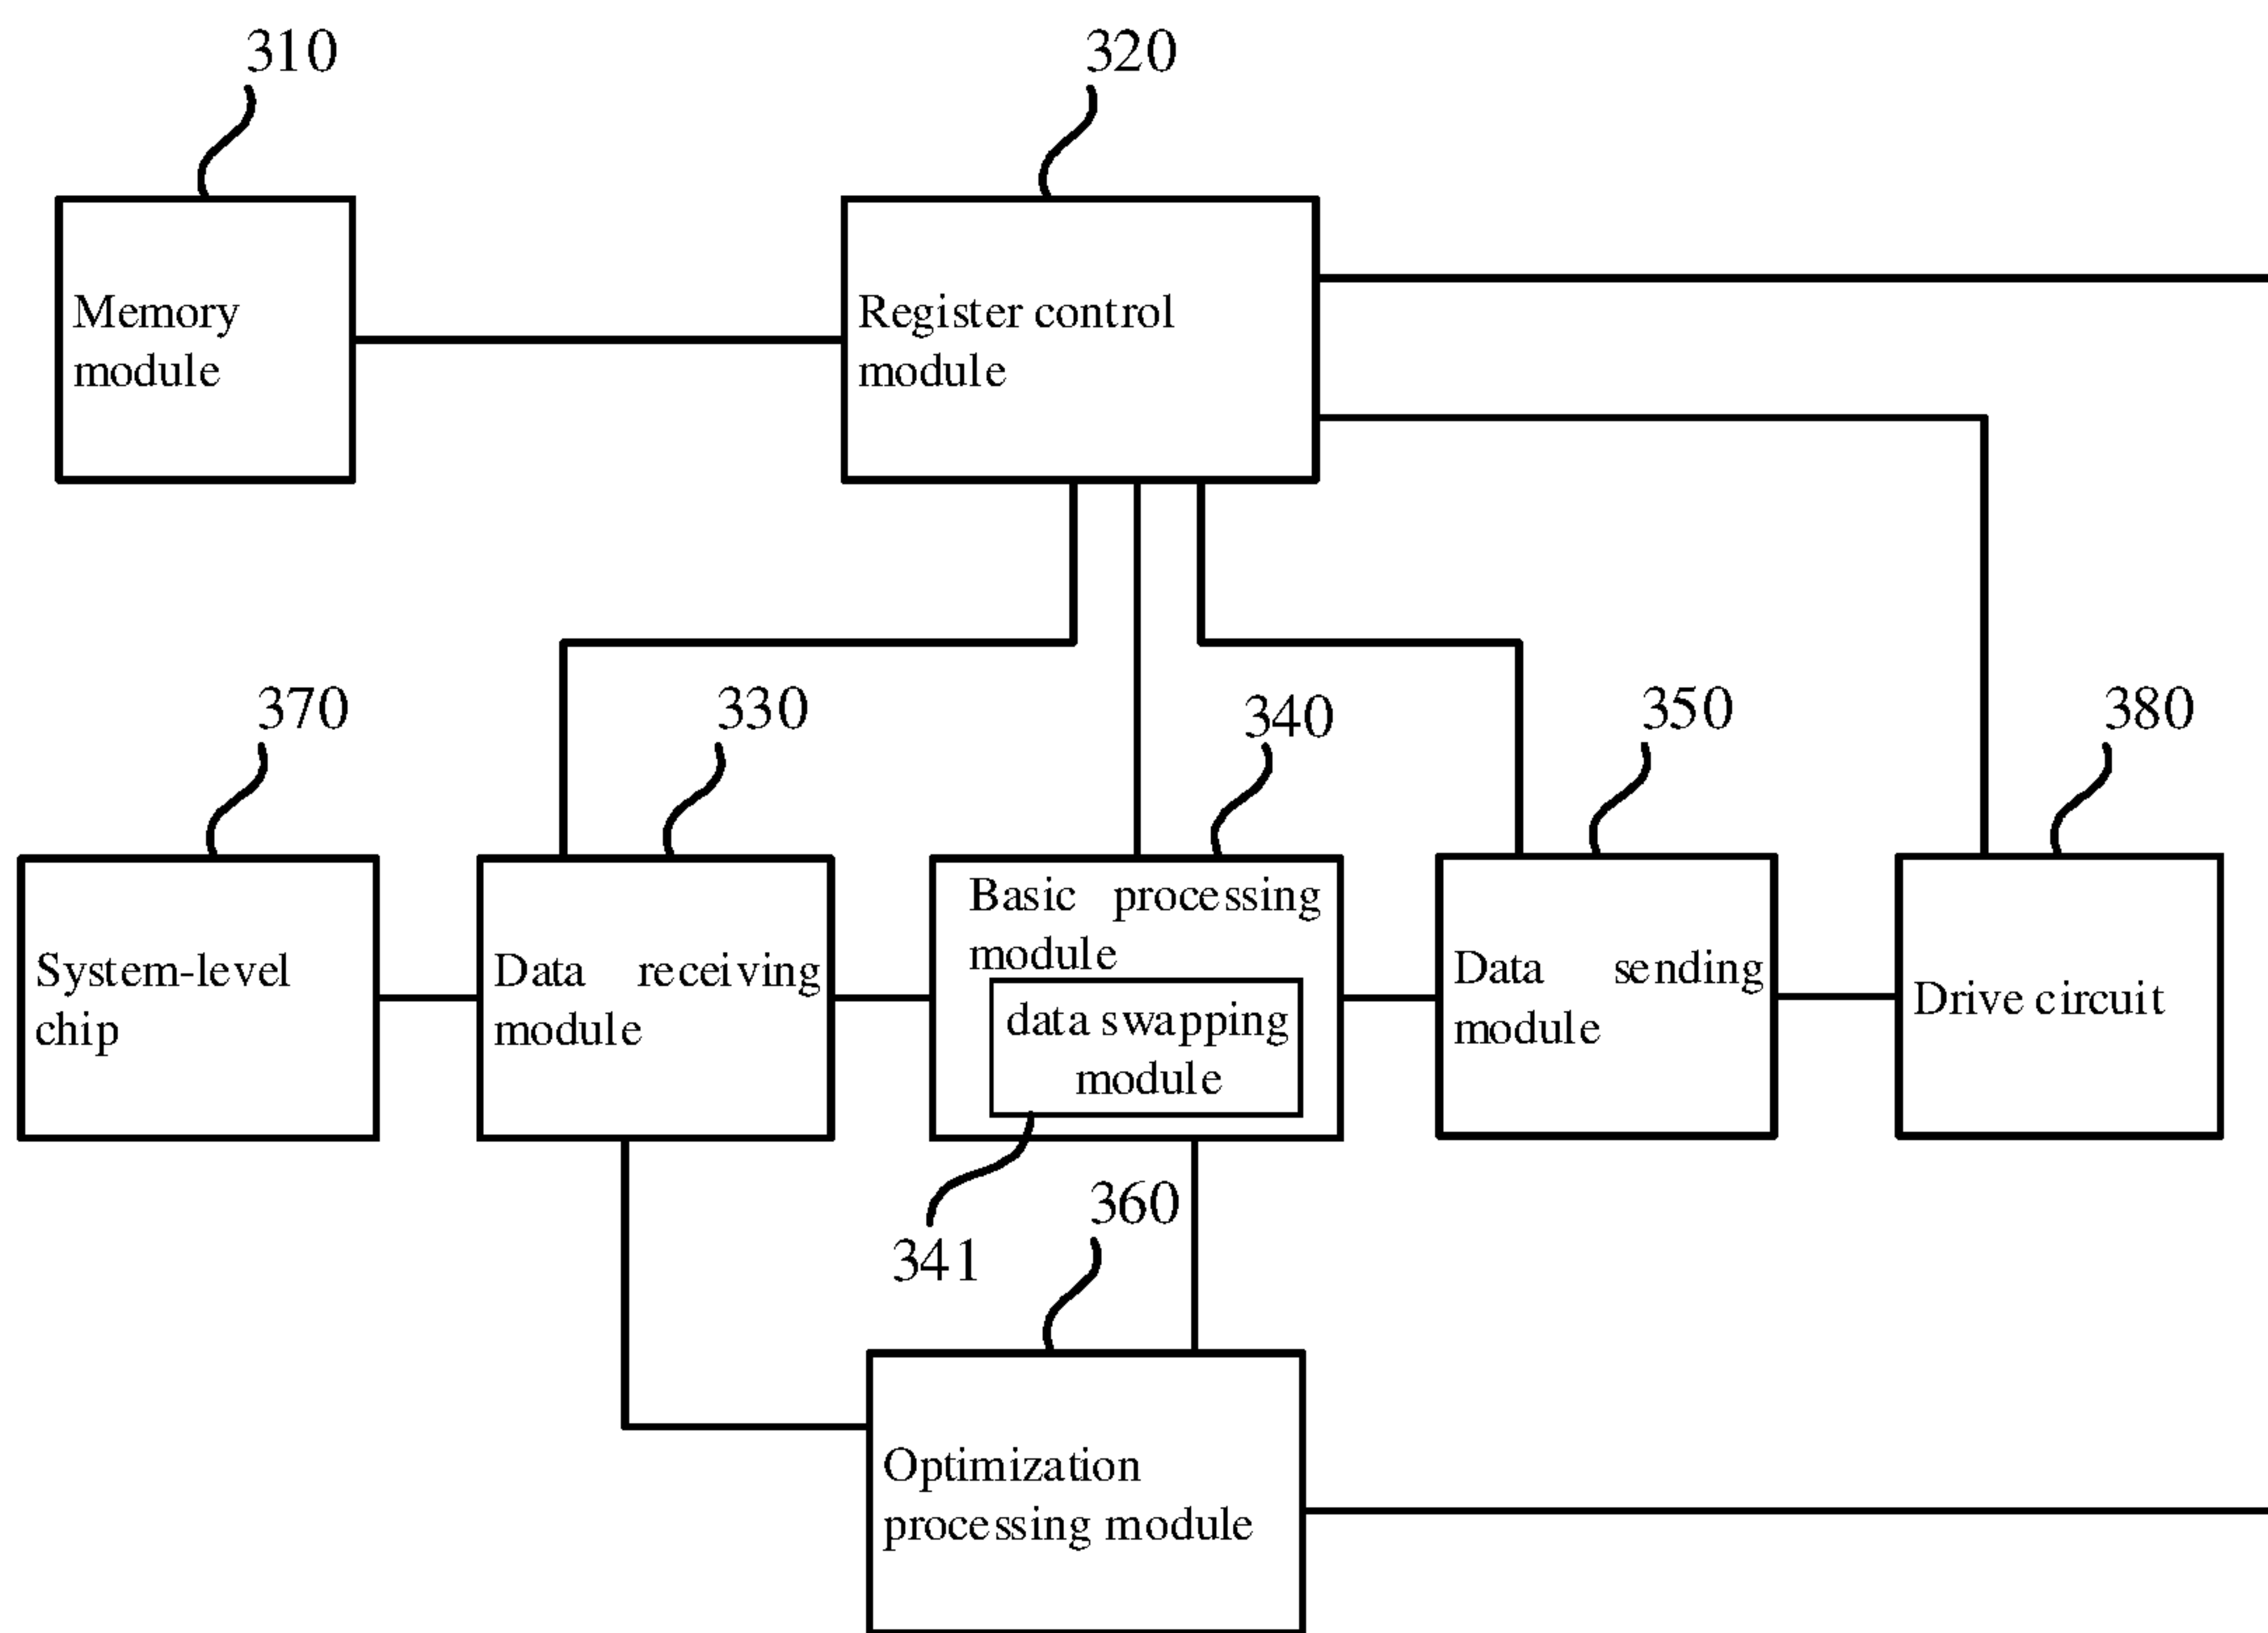 310
320
Memory
module
Register control
module
370
330
340
350
380
System-level
chip
Data receiving
module
Basic processing
module
data swapping
module
Data sending
module
Drive circuit
341
360
Optimization
processing module